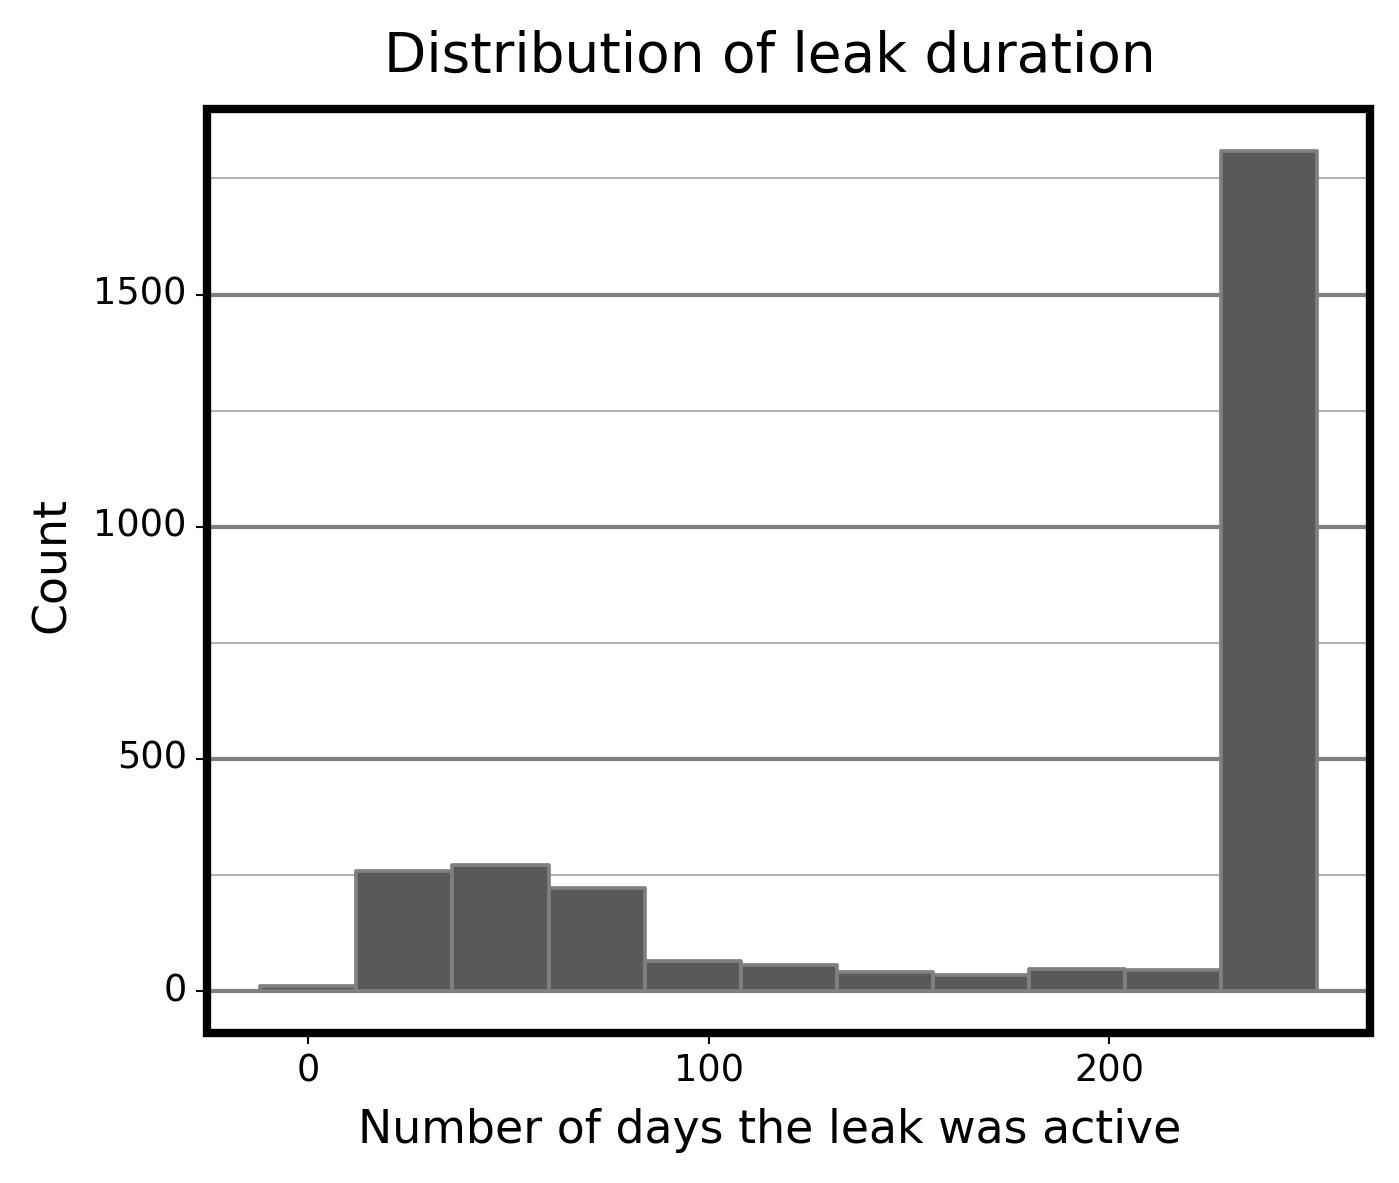 Distribution of leak duration
1500
1000
500
0
Count
0 100 200
Number of days the leak was active